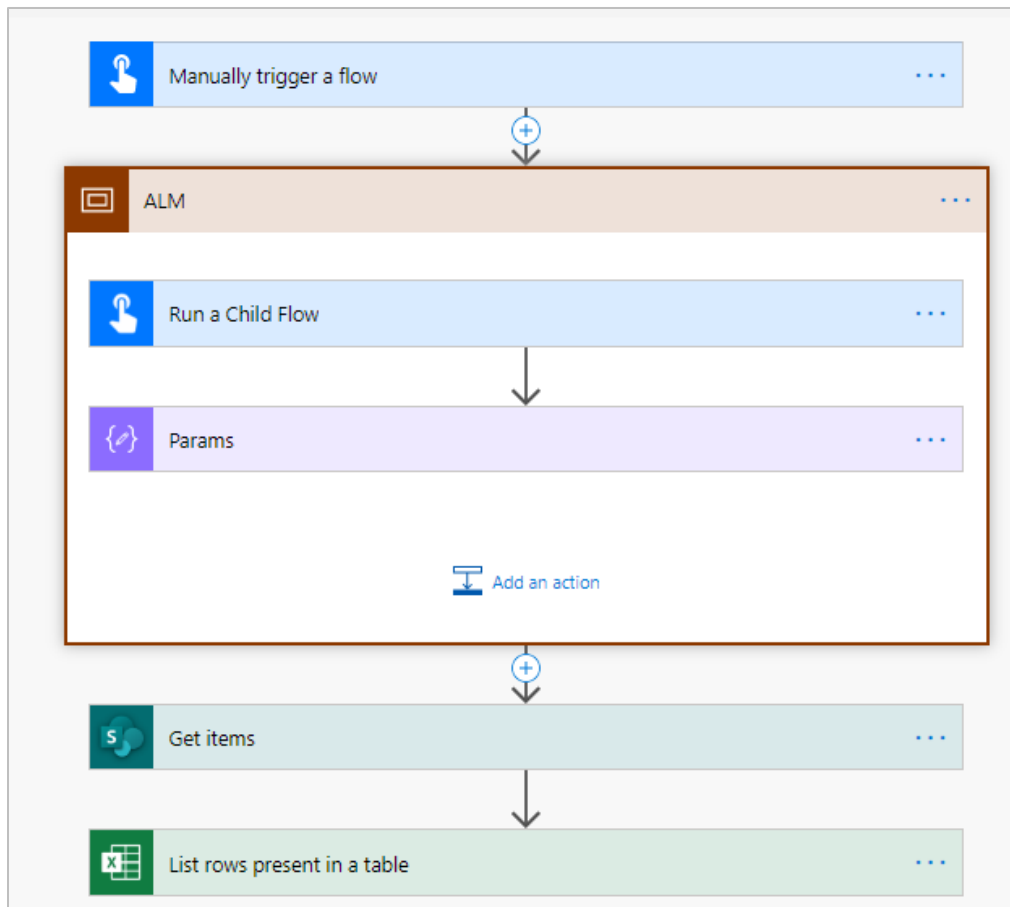 Manually trigger a flow
ALM
Run a Child Flow
Params
Add an action
S
Get items
X
List rows present in a table